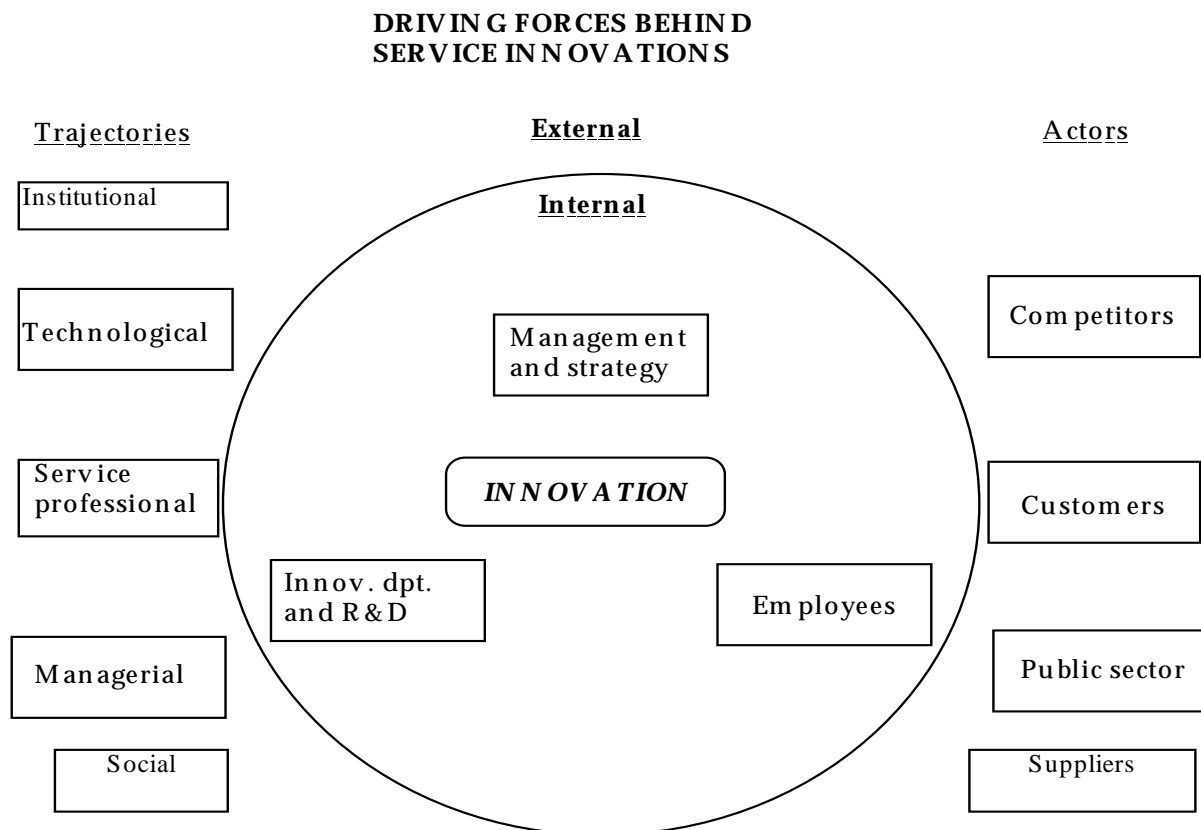 DRIVING FORCES BEHIND
SERVICE INNOVATIONS
Trajectories
External
Actors
Institutional
Internal
Technological
Management
and strategy
Competitors
Service
professional
INNOVATION
Customers
Innov. dpt.
and R&D
Employees
Managerial
Public sector
Social
Suppliers